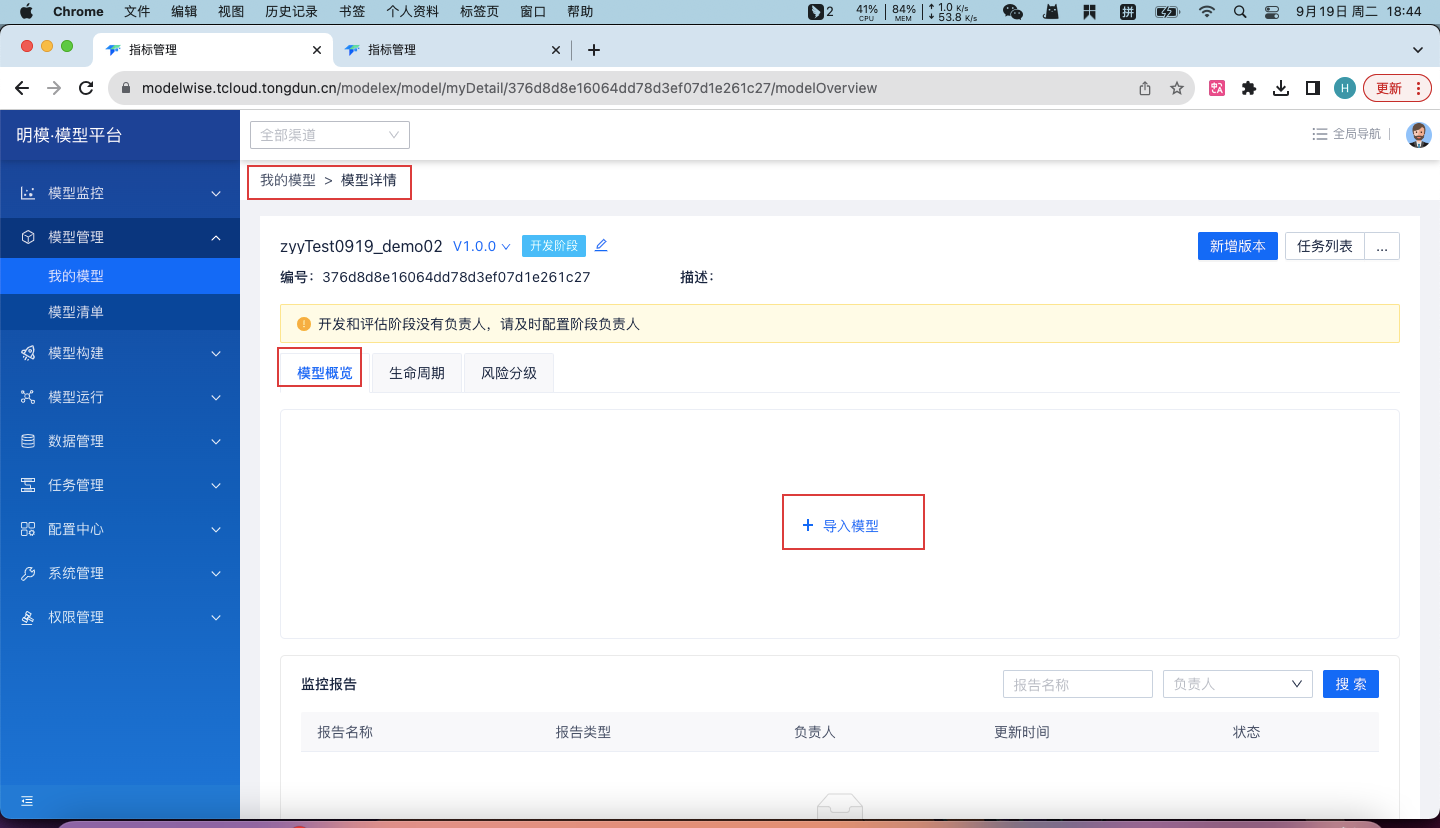 Chrome 文件 编辑 视图 历史记录 书签 个人资料 标签页 窗口 帮助 2 41% CPU 84% MEM ↑ 1.0 K/s ↓ 53.8 K/s 拼 9月19日 周二 18:44
指标管理 指标管理
modelwise.tcloud.tongdun.cn/modelex/model/myDetail/376d8d8e16064dd78d3ef07d1e261c27/modelOverview H 更新
明模·模型平台
全部渠道 全局导航
我的模型 > 模型详情
模型监控
模型管理
我的模型
模型清单
模型构建
模型运行
数据管理
任务管理
配置中心
系统管理
权限管理
zyyTest0919_demo02 V1.0.0 开发阶段 新增版本 任务列表 ...
编号：376d8d8e16064dd78d3ef07d1e261c27 描述：
开发和评估阶段没有负责人，请及时配置阶段负责人
模型概览 生命周期 风险分级
+ 导入模型
监控报告 报告名称 负责人 搜 索
报告名称 报告类型 负责人 更新时间 状态